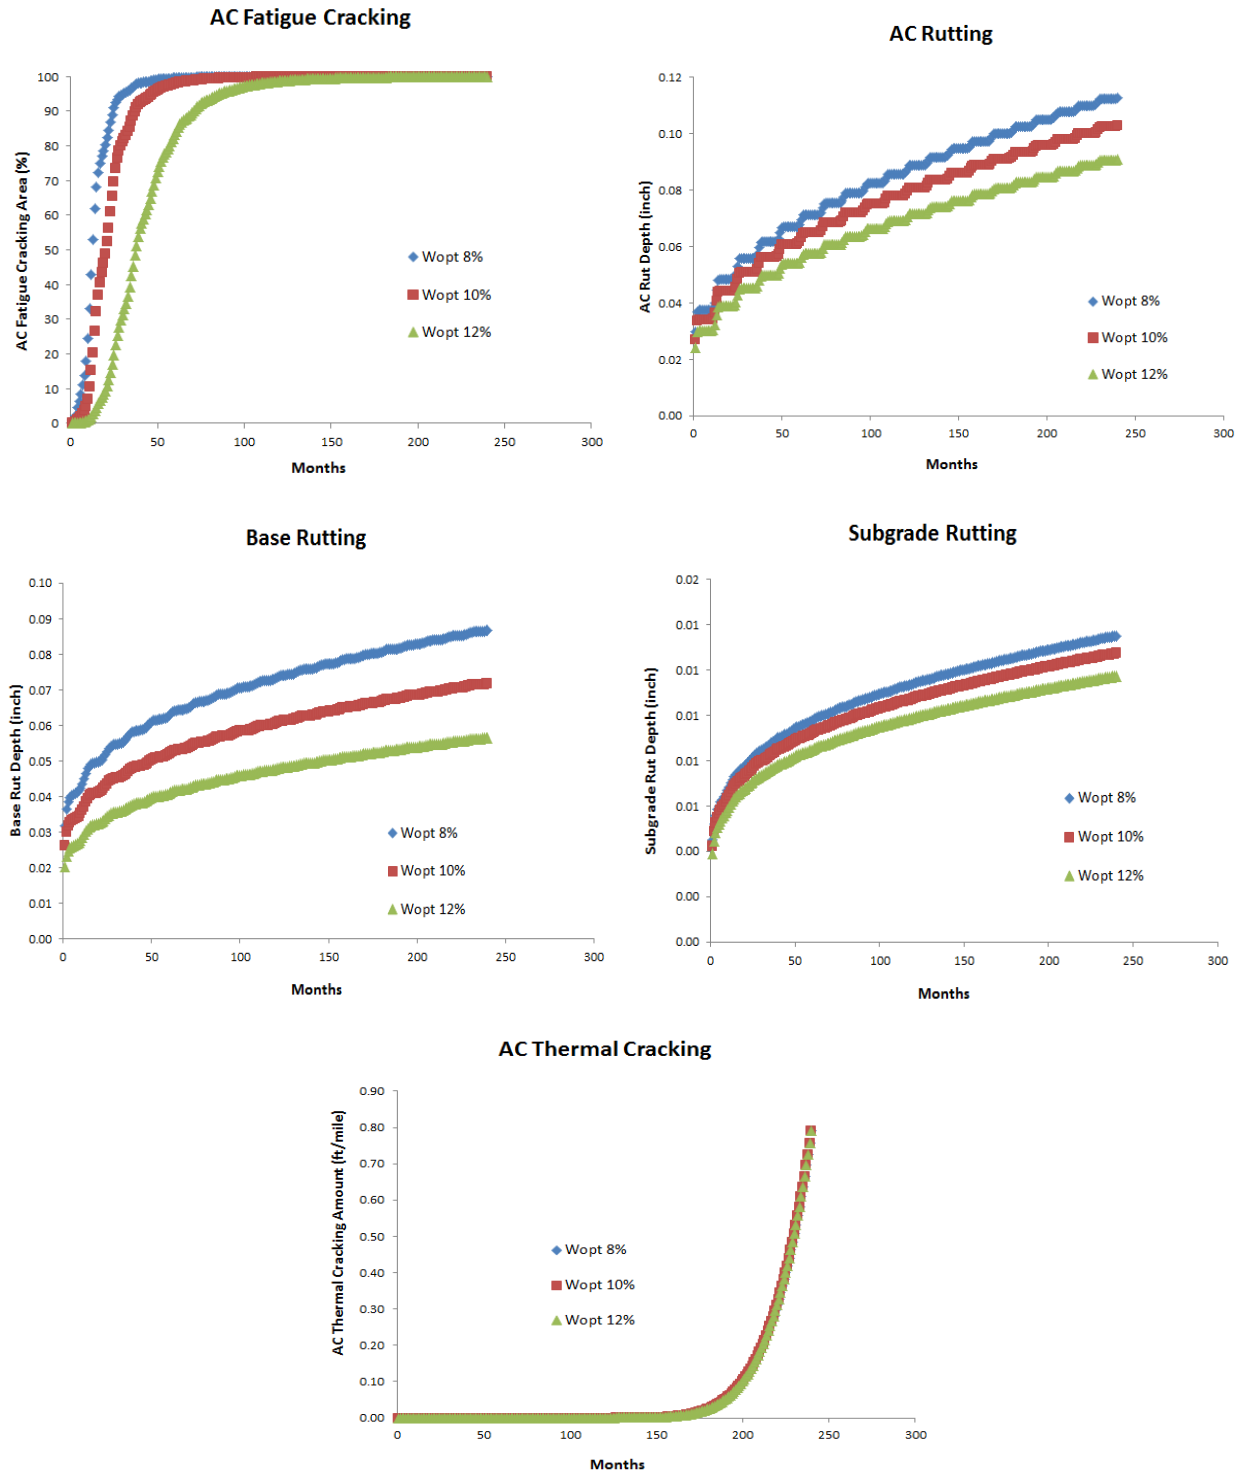 AC Fatigue Cracking
AC Fatigue Cracking Area (%)
100
90
80
70
60
50
40
30
20
10
0
0 50 100 150 200 250 300
Months
Wopt 8%
Wopt 10%
Wopt 12%
AC Rutting
AC Rut Depth (inch)
0.12
0.10
0.08
0.06
0.04
0.02
0.00
0 50 100 150 200 250 300
Months
Wopt 8%
Wopt 10%
Wopt 12%
Base Rutting
Base Rut Depth (inch)
0.10
0.09
0.08
0.07
0.06
0.05
0.04
0.03
0.02
0.01
0.00
0 50 100 150 200 250 300
Months
Wopt 8%
Wopt 10%
Wopt 12%
Subgrade Rutting
Subgrade Rut Depth (inch)
0.02
0.01
0.01
0.01
0.01
0.01
0.00
0.00
0.00
0 50 100 150 200 250 300
Months
Wopt 8%
Wopt 10%
Wopt 12%
AC Thermal Cracking
AC Thermal Cracking Amount (ft/mile)
0.90
0.80
0.70
0.60
0.50
0.40
0.30
0.20
0.10
0.00
0 50 100 150 200 250 300
Months
Wopt 8%
Wopt 10%
Wopt 12%